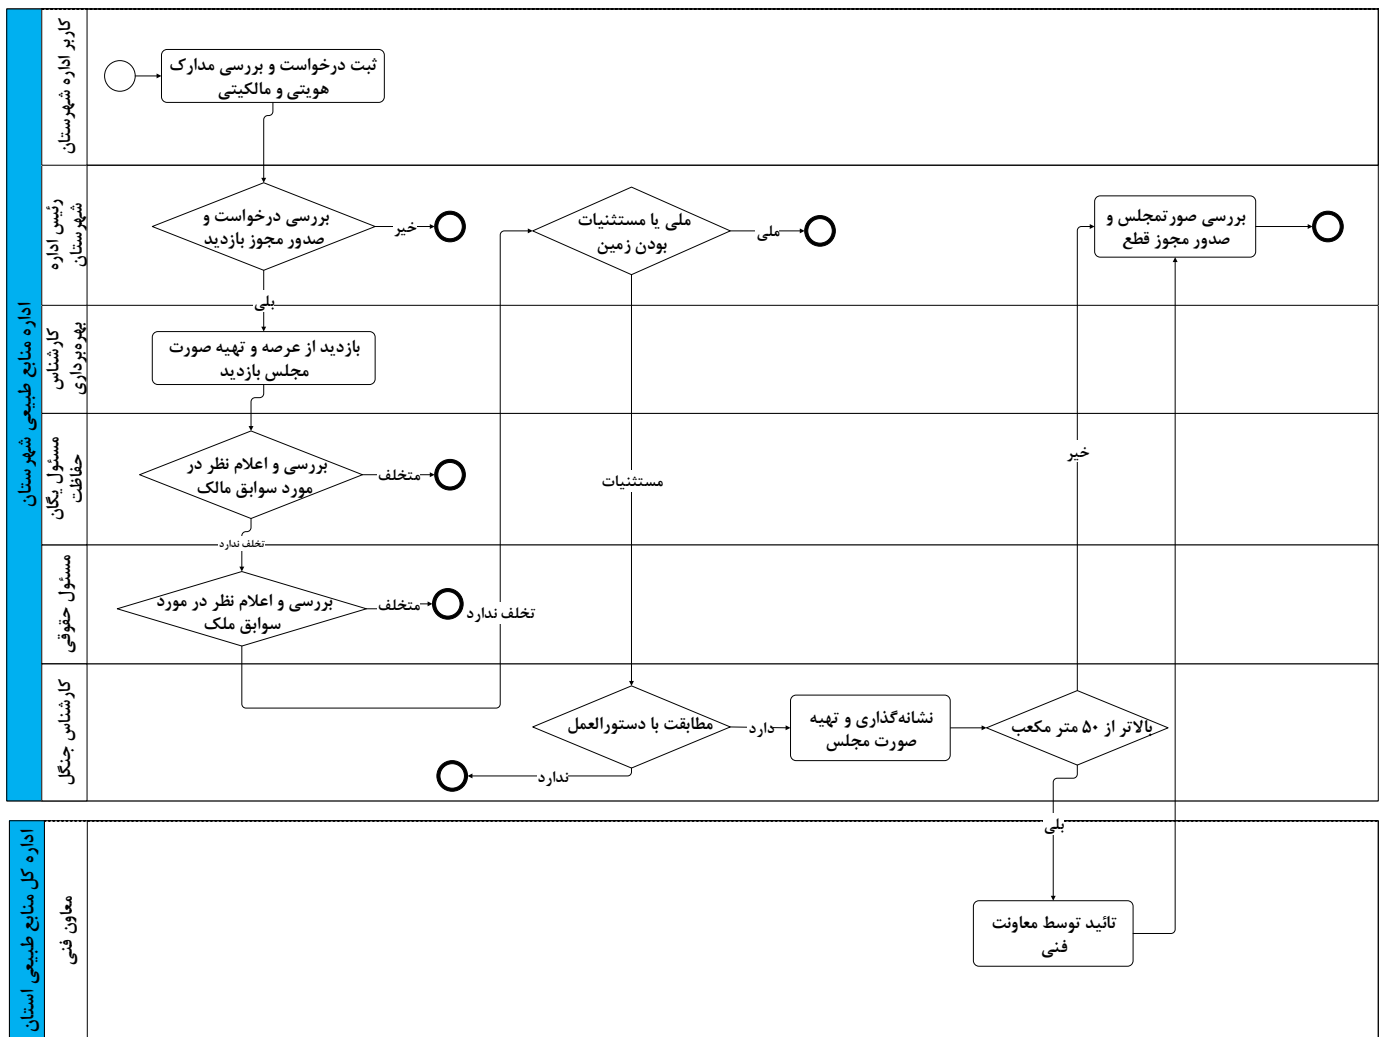 اداره منابع طبیعی شهرستان
کاربر اداره شهرستان
ثبت درخواست و بررسی مدارک
هویتی و مالکیتی
رئیس اداره
شهرستان
بررسی درخواست و
صدور مجوز بازدید
خیر
بلی
ملی یا مستثنیات
بودن زمین
ملی
بررسی صورتمجلس و
صدور مجوز قطع
کارشناس
بهره‌برداری
بازدید از عرصه و تهیه صورت
مجلس بازدید
مسئول یگان
حفاظت
بررسی و اعلام نظر در
مورد سوابق مالک
متخلف
تخلف ندارد
مستثنیات
خیر
مسئول حقوقی
بررسی و اعلام نظر در مورد
سوابق ملک
متخلف
تخلف ندارد
کارشناس جنگل
مطابقت با دستورالعمل
دارد
ندارد
نشانه‌گذاری و تهیه
صورت مجلس
بالاتر از ۵۰ متر مکعب
بلی
اداره کل منابع طبیعی استان
معاون فنی
تائید توسط معاونت
فنی